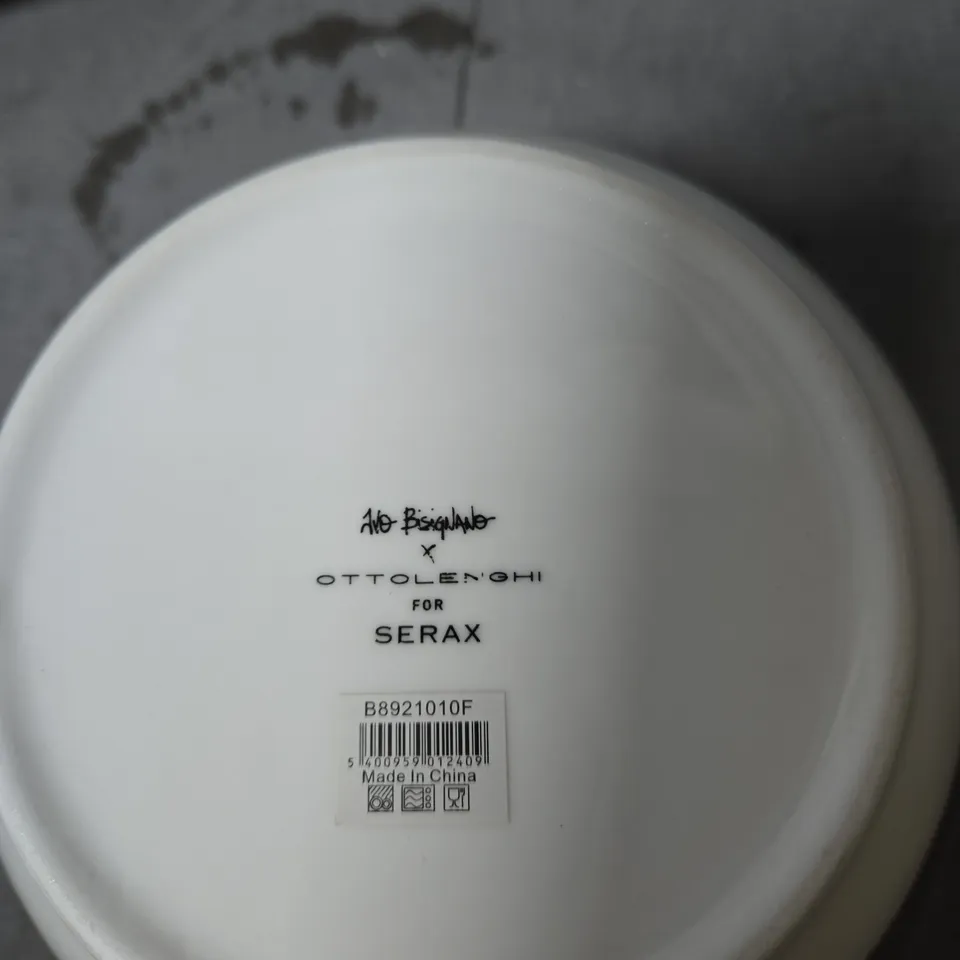 Ivo BisigNANo
x
OTTOLENGHI
FOR
SERAX
B8921010F
5 400959 012409
Made In China